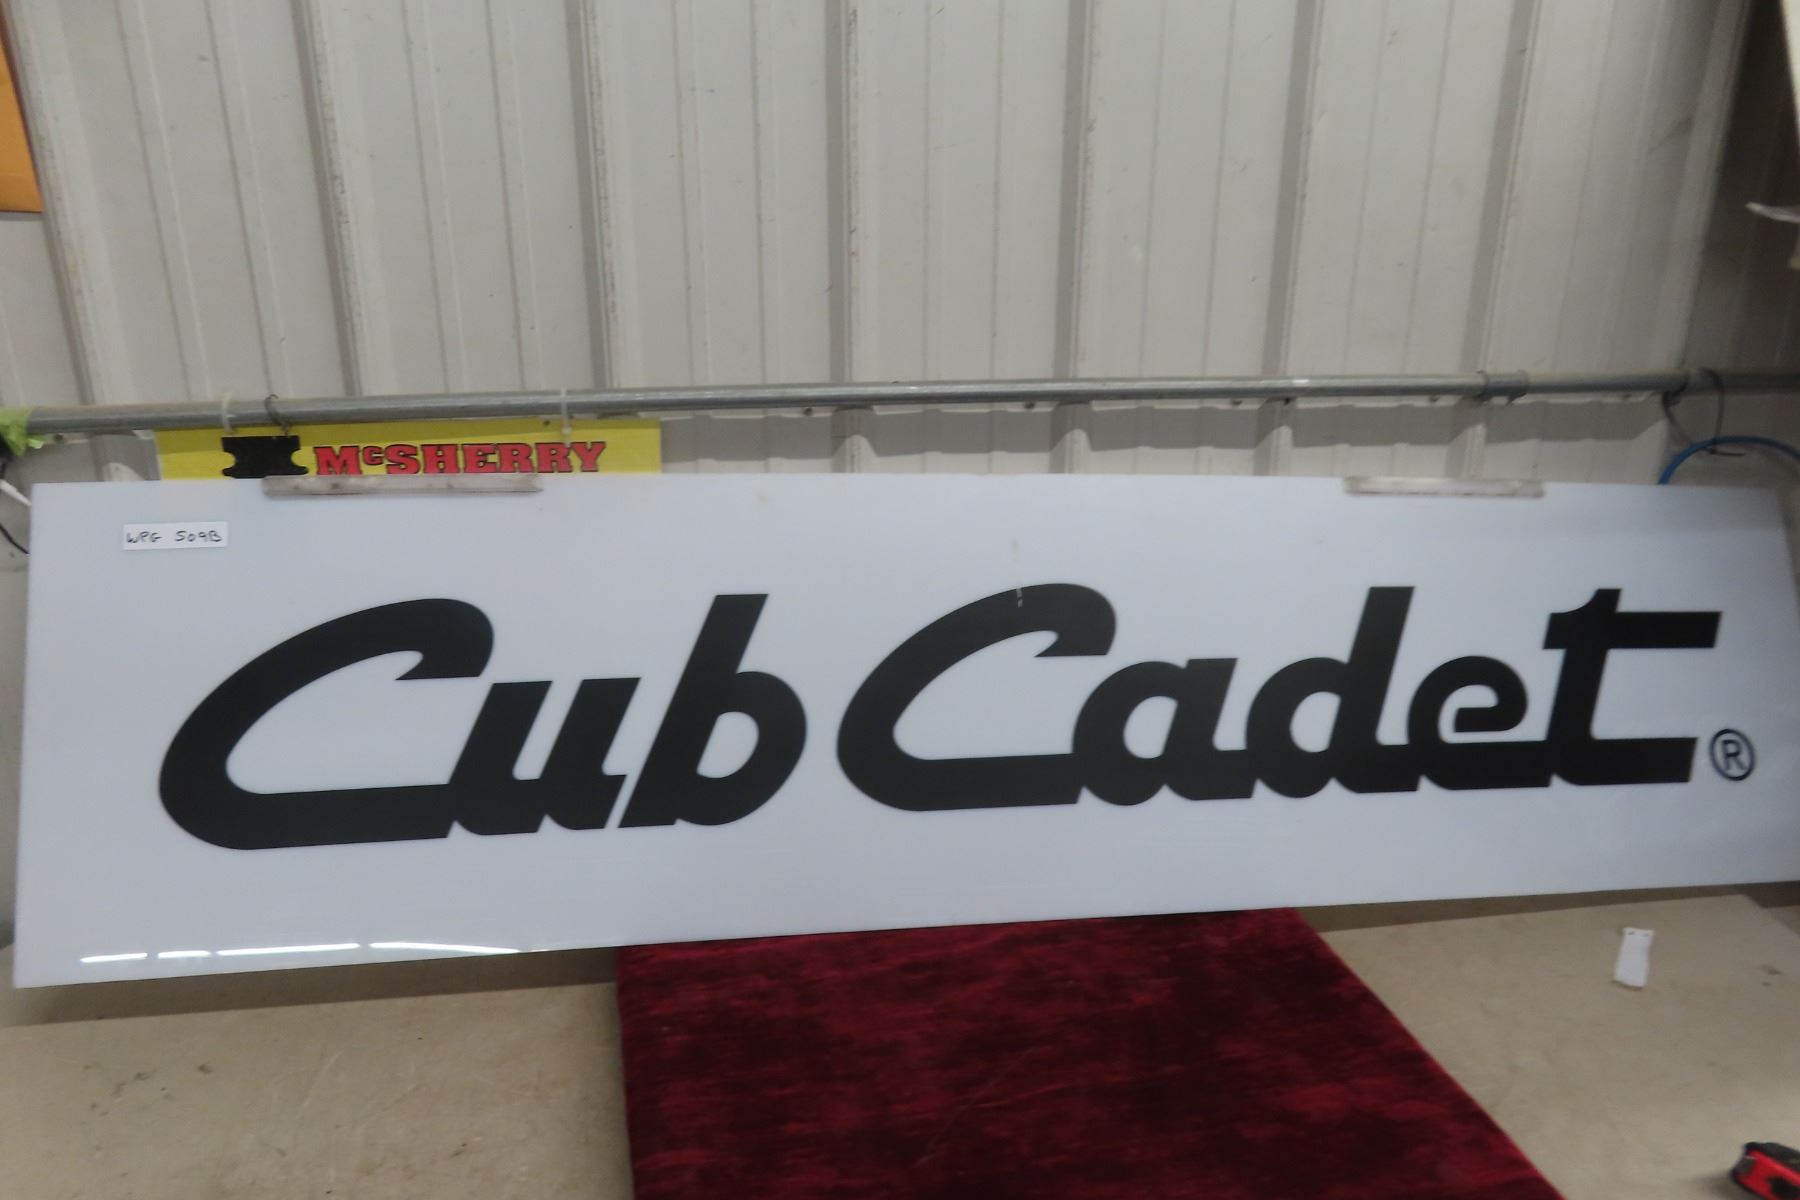 McSHERRY
WPG 509B
Cub Cadet ®